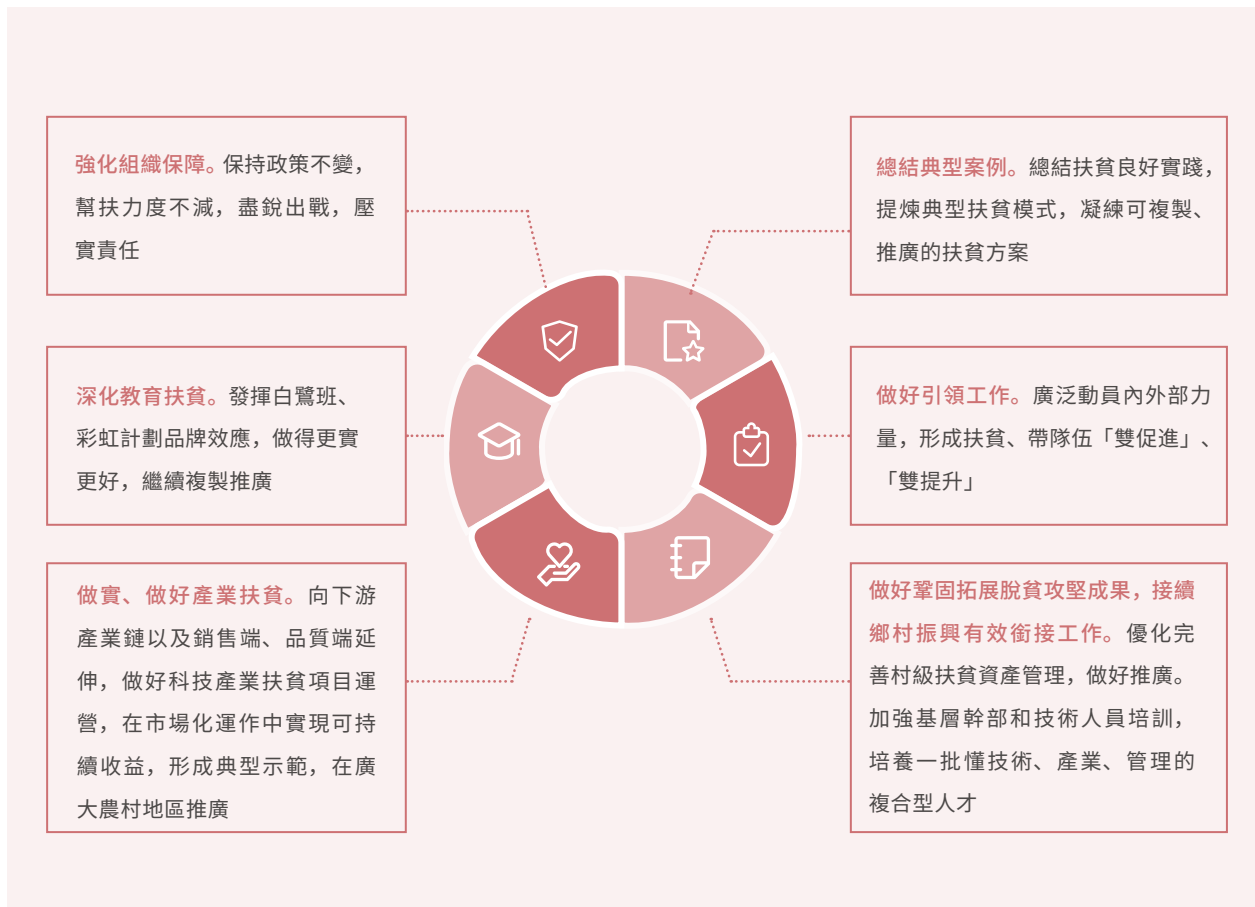 強化組織保障。保持政策不變，
幫扶力度不減，盡銳出戰，壓
實責任
深化教育扶貧。發揮白鷺班、
彩虹計劃品牌效應，做得更實
更好，繼續複製推廣
做實、做好產業扶貧。向下游
產業鏈以及銷售端、品質端延
伸，做好科技產業扶貧項目運
營，在市場化運作中實現可持
續收益，形成典型示範，在廣
大農村地區推廣
總結典型案例。總結扶貧良好實踐，
提煉典型扶貧模式，凝練可複製、
推廣的扶貧方案
做好引領工作。廣泛動員內外部力
量，形成扶貧、帶隊伍「雙促進」、
「雙提升」
做好鞏固拓展脫貧攻堅成果，接續
鄉村振興有效銜接工作。優化完
善村級扶貧資產管理，做好推廣。
加強基層幹部和技術人員培訓，
培養一批懂技術、產業、管理的
複合型人才